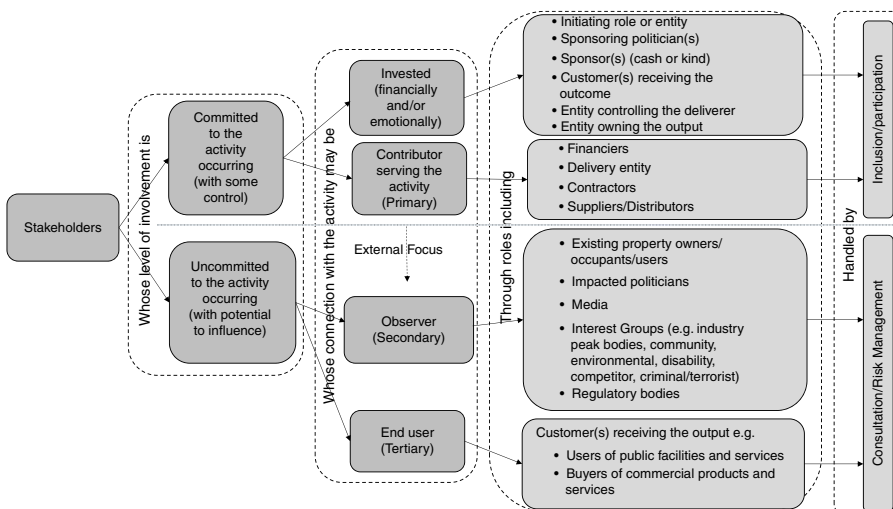 Stakeholders
Whose level of involvement is
Committed
to the
activity
occurring
(with some
control)
Uncommitted
to the activity
occurring
(with potential
to influence)
Whose connection with the activity may be
Invested
(financially
and/or
emotionally)
Contributor
serving the
activity
(Primary)
External Focus
Observer
(Secondary)
End user
(Tertiary)
Through roles including
• Initiating role or entity
• Sponsoring politician(s)
• Sponsor(s) (cash or kind)
• Customer(s) receiving the
outcome
• Entity controlling the deliverer
• Entity owning the output
• Financiers
• Delivery entity
• Contractors
• Suppliers/Distributors
• Existing property owners/
occupants/users
• Impacted politicians
• Media
• Interest Groups (e.g. industry
peak bodies, community,
environmental, disability,
competitor, criminal/terrorist)
• Regulatory bodies
Customer(s) receiving the output e.g.
• Users of public facilities and services
• Buyers of commercial products and
services
Handled by
Inclusion/participation
Consultation/Risk Management